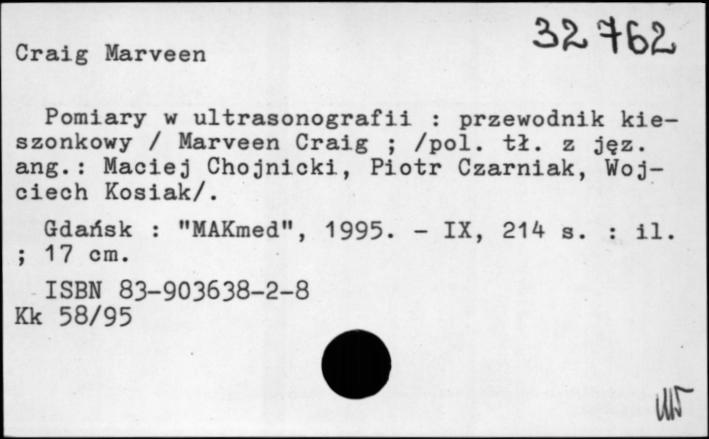 32762
Craig Marveen
Pomiary w ultrasonografii : przewodnik kie-
szonkowy / Marveen Craig ; /pol. tł. z jęz.
ang.: Maciej Chojnicki, Piotr Czarniak, Woj-
ciech Kosiak/.
Gdańsk : "MAKmed", 1995. - IX, 214 s. : il.
; 17 cm.
ISBN 83-903638-2-8
Kk 58/95